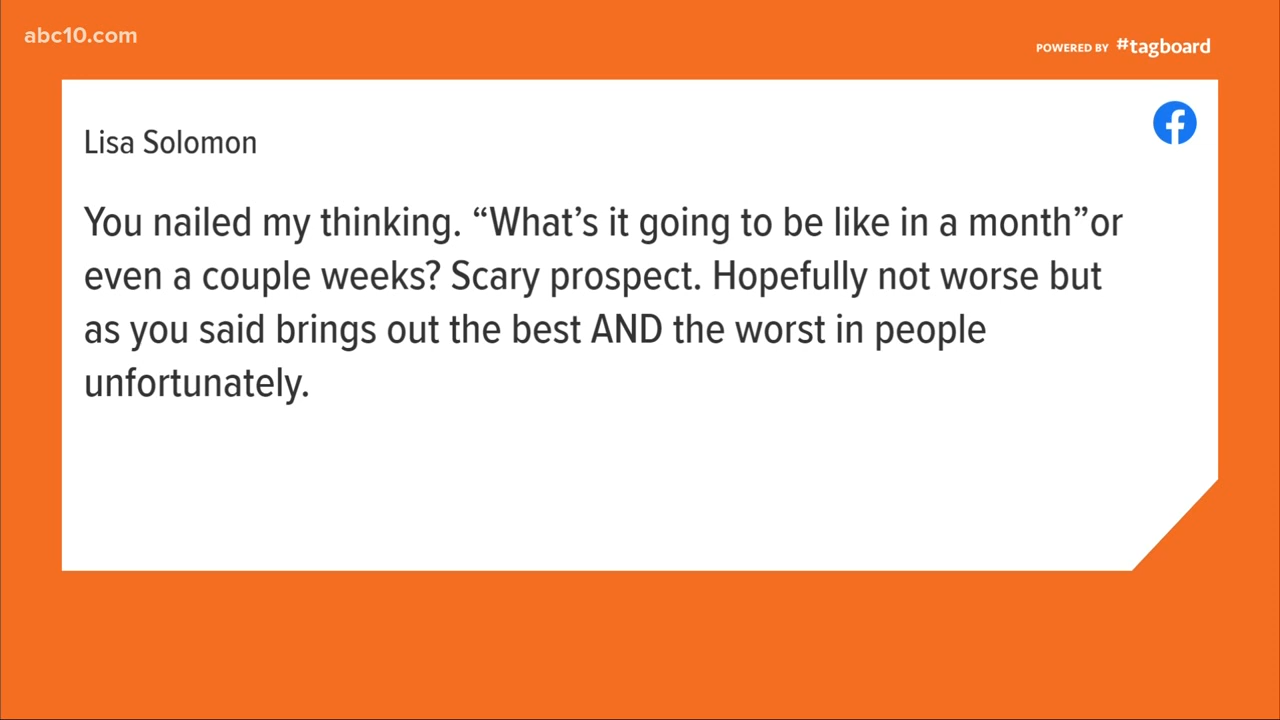 abc10.com
POWERED BY #tagboard
Lisa Solomon
You nailed my thinking. “What’s it going to be like in a month”or
even a couple weeks? Scary prospect. Hopefully not worse but
as you said brings out the best AND the worst in people
unfortunately.